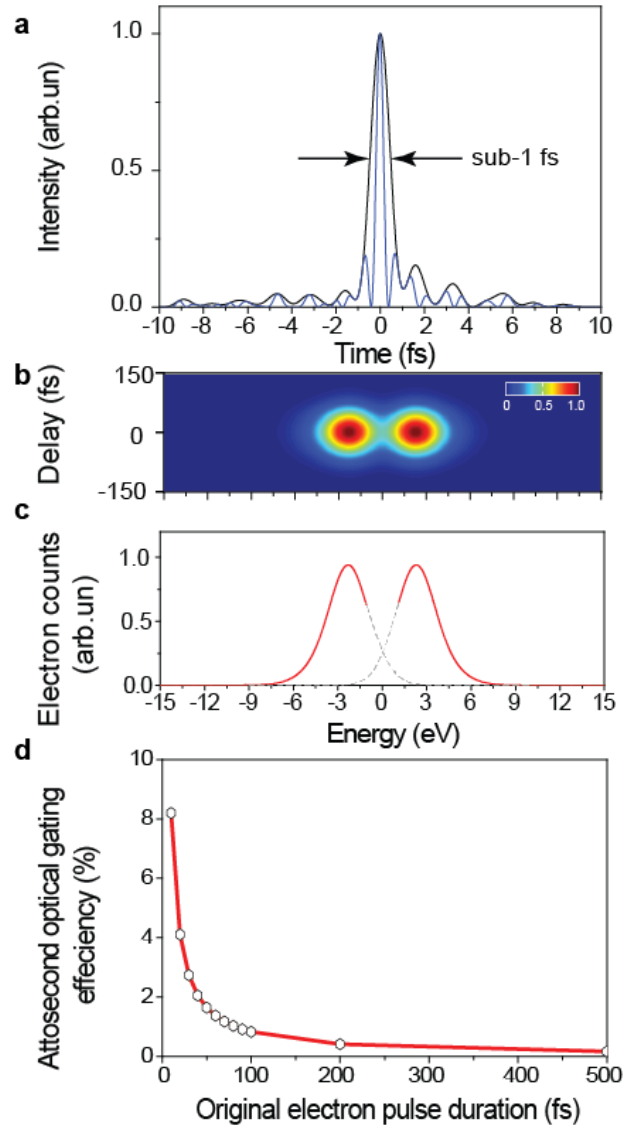 a
Intensity (arb.un)
1.0
0.5
0.0
sub-1 fs
-10 -8 -6 -4 -2 0 2 4 6 8 10
Time (fs)
b
Delay (fs)
150
0
-150
0 0.5 1.0
c
Electron counts
(arb.un)
1.0
0.5
0.0
-15 -12 -9 -6 -3 0 3 6 9 12 15
Energy (eV)
d
Attosecond optical gating
effeciency (%)
10
8
6
4
2
0
0 100 200 300 400 500
Original electron pulse duration (fs)